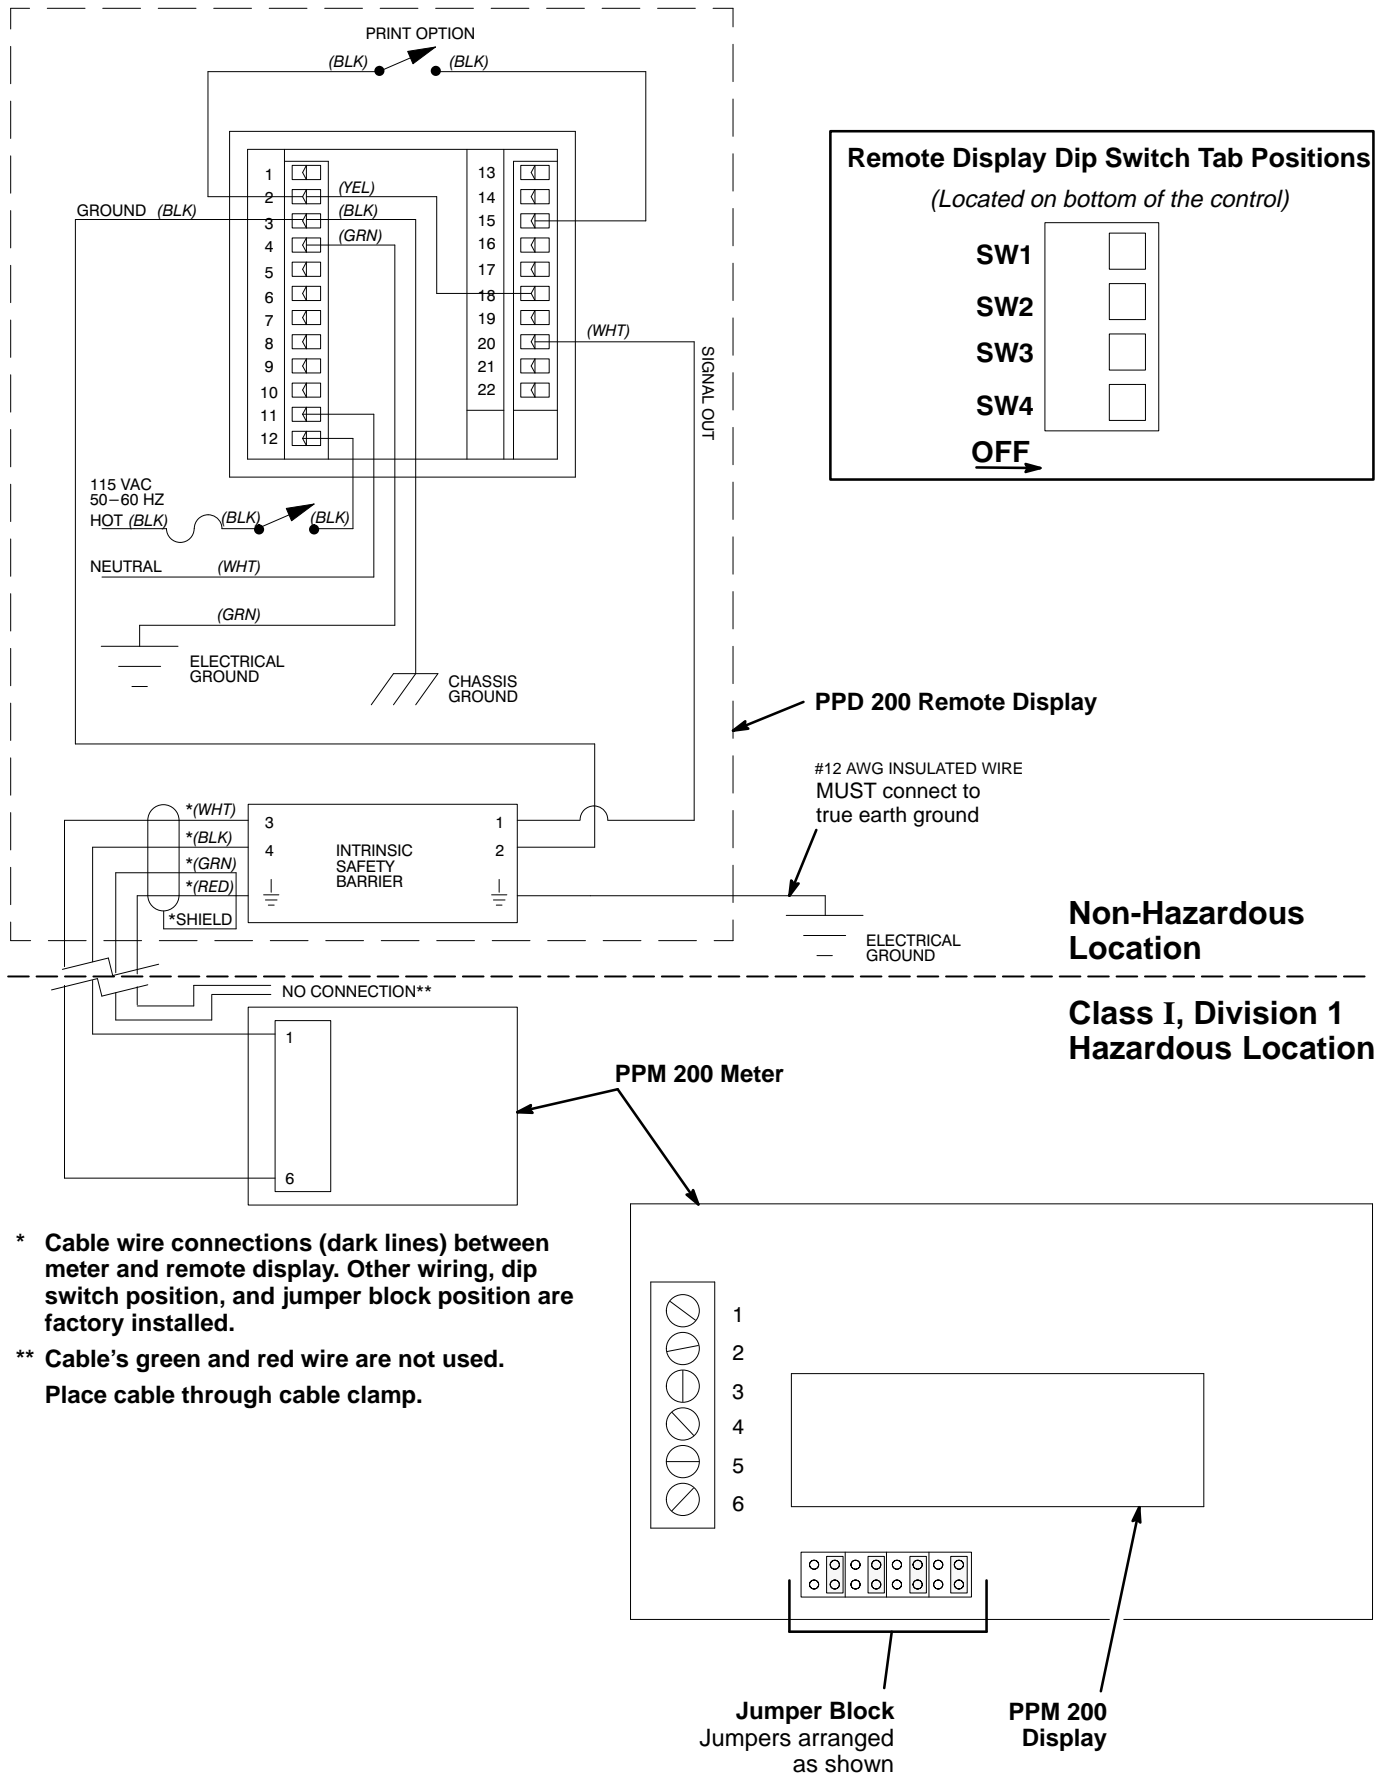 PRINT OPTION
(BLK)
(BLK)
1
2
3
4
5
6
7
8
9
10
11
12
13
14
15
16
17
18
19
20
21
22
(YEL)
(BLK)
(GRN)
GROUND (BLK)
(WHT)
SIGNAL OUT
115 VAC
50–60 HZ
HOT (BLK)
(BLK)
(BLK)
NEUTRAL
(WHT)
(GRN)
ELECTRICAL
GROUND
CHASSIS
GROUND
Remote Display Dip Switch Tab Positions
(Located on bottom of the control)
SW1
SW2
SW3
SW4
OFF
PPD 200 Remote Display
#12 AWG INSULATED WIRE
MUST connect to
true earth ground
*(WHT)
*(BLK)
*(GRN)
*(RED)
*SHIELD
3
4
INTRINSIC
SAFETY
BARRIER
1
2
ELECTRICAL
GROUND
Non-Hazardous
Location
NO CONNECTION**
Class I, Division 1
Hazardous Location
1
6
PPM 200 Meter
* Cable wire connections (dark lines) between
meter and remote display. Other wiring, dip
switch position, and jumper block position are
factory installed.
** Cable's green and red wire are not used.
Place cable through cable clamp.
1
2
3
4
5
6
Jumper Block
Jumpers arranged
as shown
PPM 200
Display